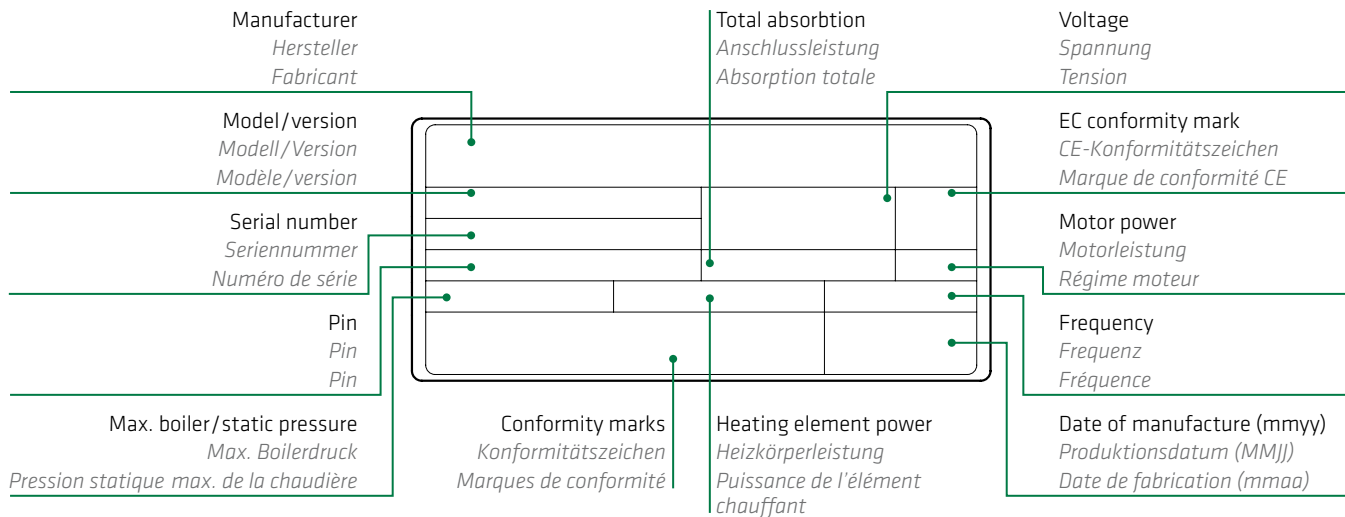 Manufacturer
Hersteller
Fabricant
Model/version
Modell/Version
Modèle/version
Serial number
Seriennummer
Numéro de série
Pin
Pin
Pin
Max. boiler/static pressure
Max. Boilerdruck
Pression statique max. de la chaudière
Conformity marks
Konformitätszeichen
Marques de conformité
Total absorbtion
Anschlussleistung
Absorption totale
Heating element power
Heizkörperleistung
Puissance de l'élément
chauffant
Voltage
Spannung
Tension
EC conformity mark
CE-Konformitätszeichen
Marque de conformité CE
Motor power
Motorleistung
Régime moteur
Frequency
Frequenz
Fréquence
Date of manufacture (mmyy)
Produktionsdatum (MMJJ)
Date de fabrication (mmaa)